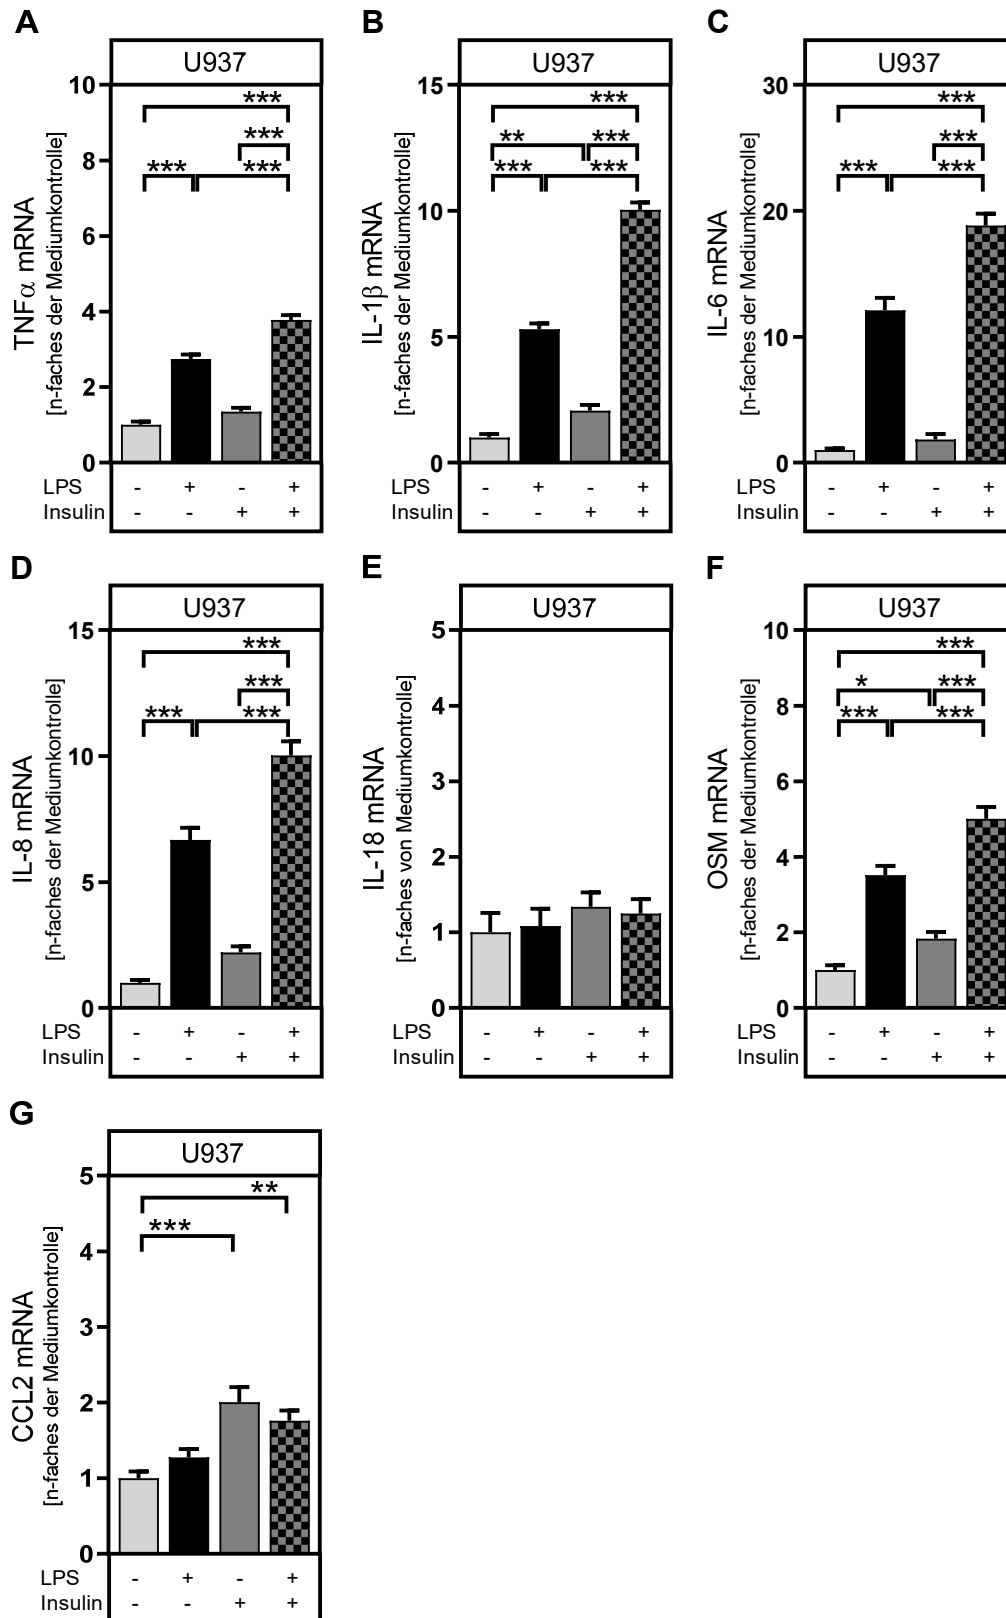 A
U937
TNFα mRNA
[n-faches der Mediumkontrolle]
10
8
6
4
2
0
***
***
*** ***
LPS - + - +
Insulin - - + +
B
U937
IL-1β mRNA
[n-faches der Mediumkontrolle]
15
10
5
0
***
** ***
*** ***
LPS - + - +
Insulin - - + +
C
U937
IL-6 mRNA
[n-faches der Mediumkontrolle]
30
20
10
0
***
***
*** ***
LPS - + - +
Insulin - - + +
D
U937
IL-8 mRNA
[n-faches der Mediumkontrolle]
15
10
5
0
***
***
*** ***
LPS - + - +
Insulin - - + +
E
U937
IL-18 mRNA
[n-faches von Mediumkontrolle]
5
4
3
2
1
0
LPS - + - +
Insulin - - + +
F
U937
OSM mRNA
[n-faches der Mediumkontrolle]
10
8
6
4
2
0
***
* ***
*** ***
LPS - + - +
Insulin - - + +
G
U937
CCL2 mRNA
[n-faches der Mediumkontrolle]
5
4
3
2
1
0
**
***
LPS - + - +
Insulin - - + +